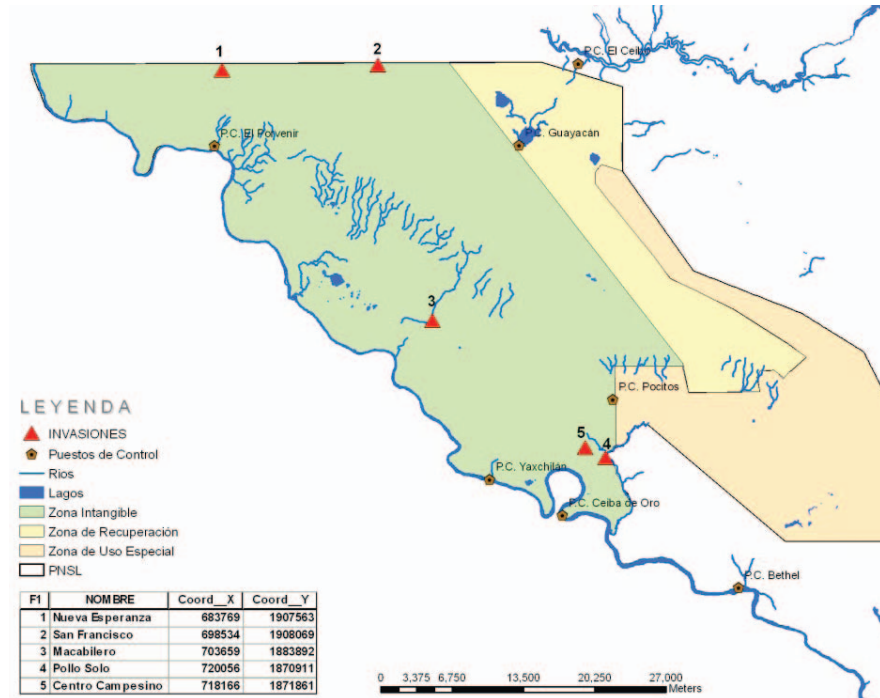 1
2
P.C. El Ceibo
P.C. El Porvenir
P.C. Guayacán
3
P.C. Pocitos
5
4
P.C. Yaxchilán
P.C. Ceiba de Oro
P.C. Bethel
LEYENDA
INVASIONES
Puestos de Control
Rios
Lagos
Zona Intangible
Zona de Recuperación
Zona de Uso Especial
PNSL
F1 NOMBRE Coord__X Coord__Y
1 Nueva Esperanza 683769 1907563
2 San Francisco 698534 1908069
3 Macabilero 703659 1883892
4 Pollo Solo 720056 1870911
5 Centro Campesino 718166 1871861
0 3,375 6,750 13,500 20,250 27,000
Meters